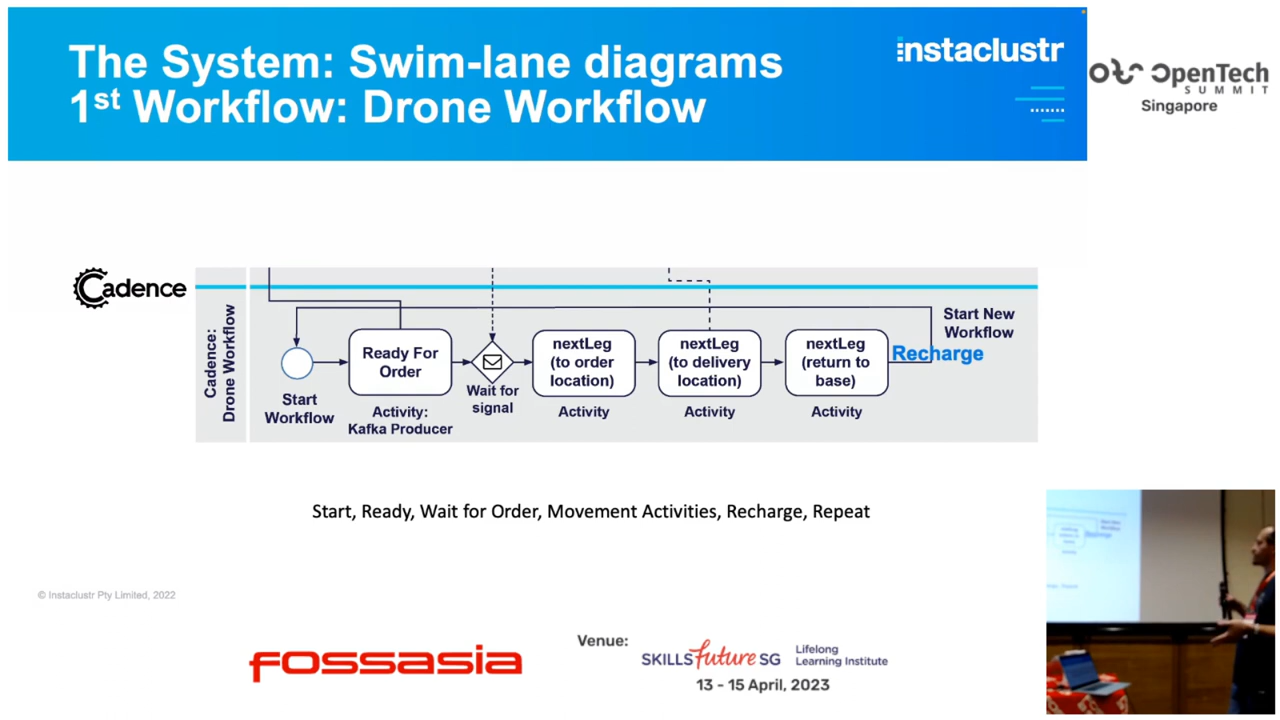 The System: Swim-lane diagrams
1st Workflow: Drone Workflow
instaclustr
OpenTech
SUMMIT
Singapore
Cadence
Cadence:
Drone Workflow
Start
Workflow
Ready For
Order
Activity:
Kafka Producer
Wait for
signal
nextLeg
(to order
location)
Activity
nextLeg
(to delivery
location)
Activity
nextLeg
(return to
base)
Activity
Start New
Workflow
Recharge
Start, Ready, Wait for Order, Movement Activities, Recharge, Repeat
© Instaclustr Pty Limited, 2022
fossasia
Venue:
SKILLS future SG
Lifelong
Learning Institute
13 - 15 April, 2023